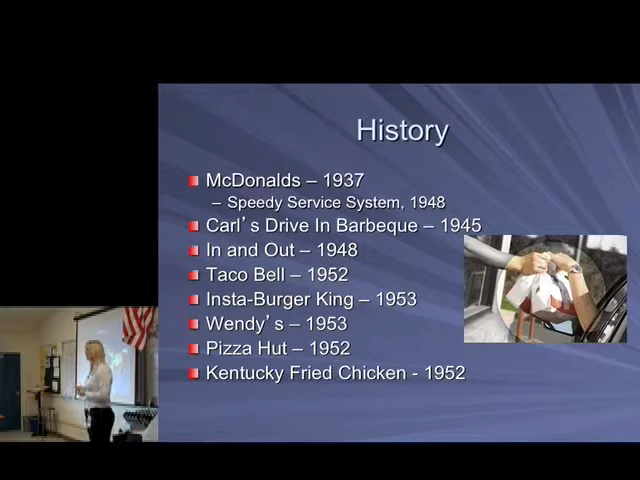 History
McDonalds – 1937
– Speedy Service System, 1948
Carl’s Drive In Barbeque – 1945
In and Out – 1948
Taco Bell – 1952
Insta-Burger King – 1953
Wendy’s – 1953
Pizza Hut – 1952
Kentucky Fried Chicken - 1952